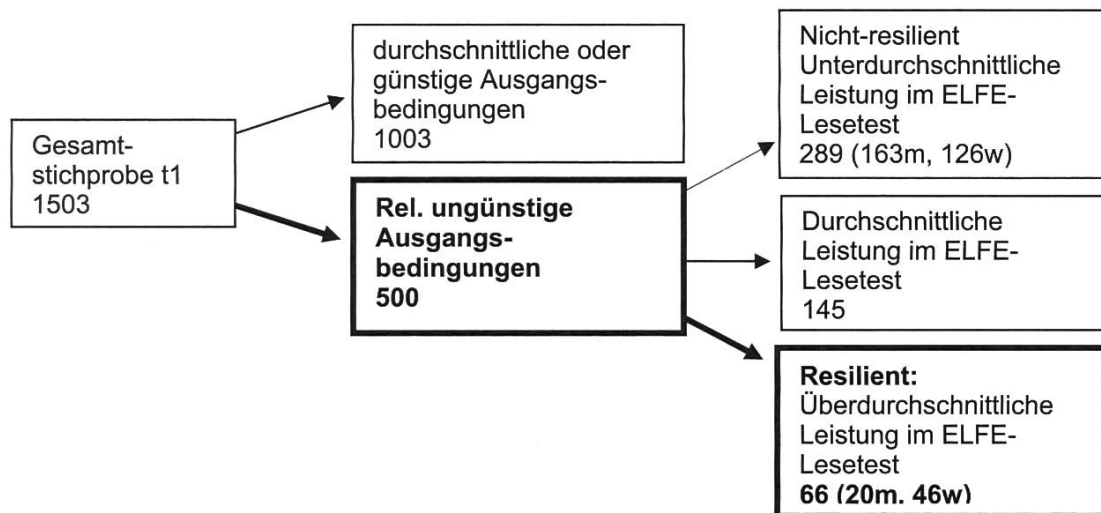 Gesamt-
stichprobe t1
1503
durchschnittliche oder
günstige Ausgangs-
bedingungen
1003
Rel. ungünstige
Ausgangs-
bedingungen
500
Nicht-resilient
Unterdurchschnittliche
Leistung im ELFE-
Lesetest
289 (163m, 126w)
Durchschnittliche
Leistung im ELFE-
Lesetest
145
Resilient:
Überdurchschnittliche
Leistung im ELFE-
Lesetest
66 (20m. 46w)